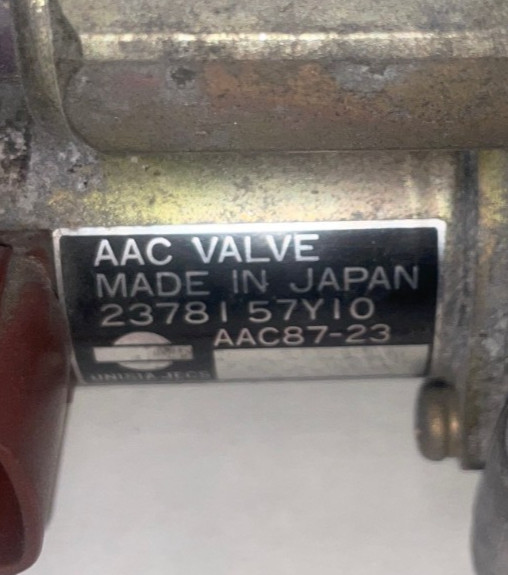 AAC VALVE
MADE IN JAPAN
23781 57Y10
AAC87-23
UNISIA JECS